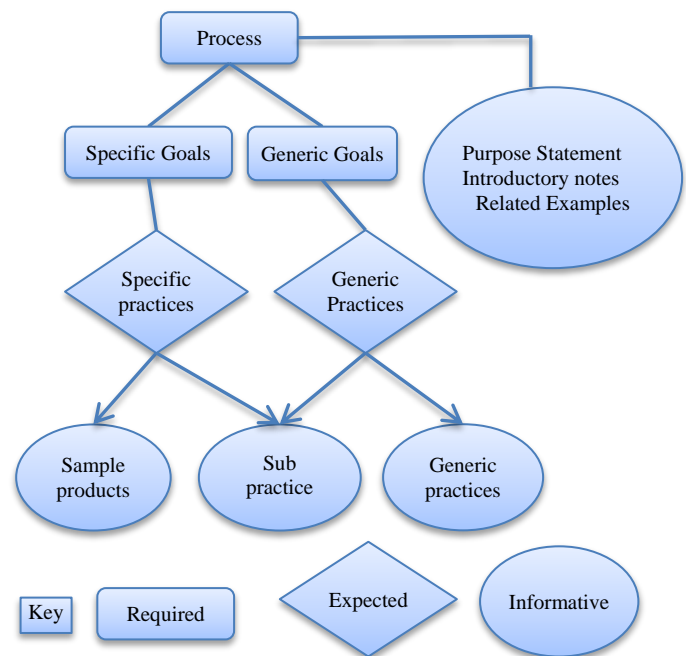 Process
Specific Goals
Generic Goals
Purpose Statement
Introductory notes
Related Examples
Specific
practices
Generic
Practices
Sample
products
Sub
practice
Generic
practices
Key
Required
Expected
Informative